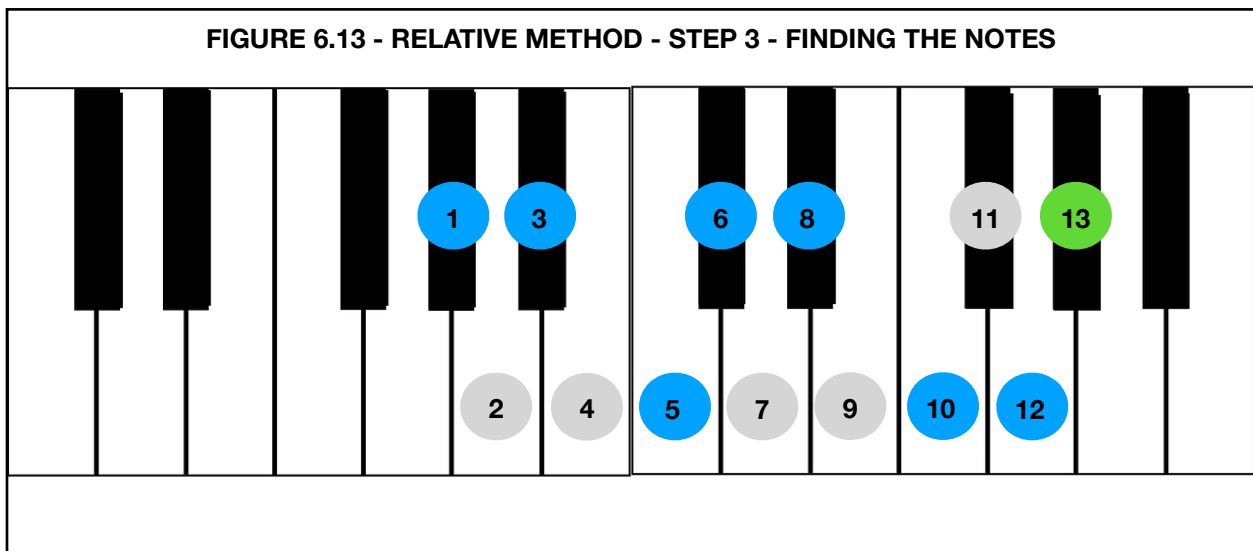 FIGURE 6.13 - RELATIVE METHOD - STEP 3 - FINDING THE NOTES
1 3 6 8 11 13
2 4 5 7 9 10 12